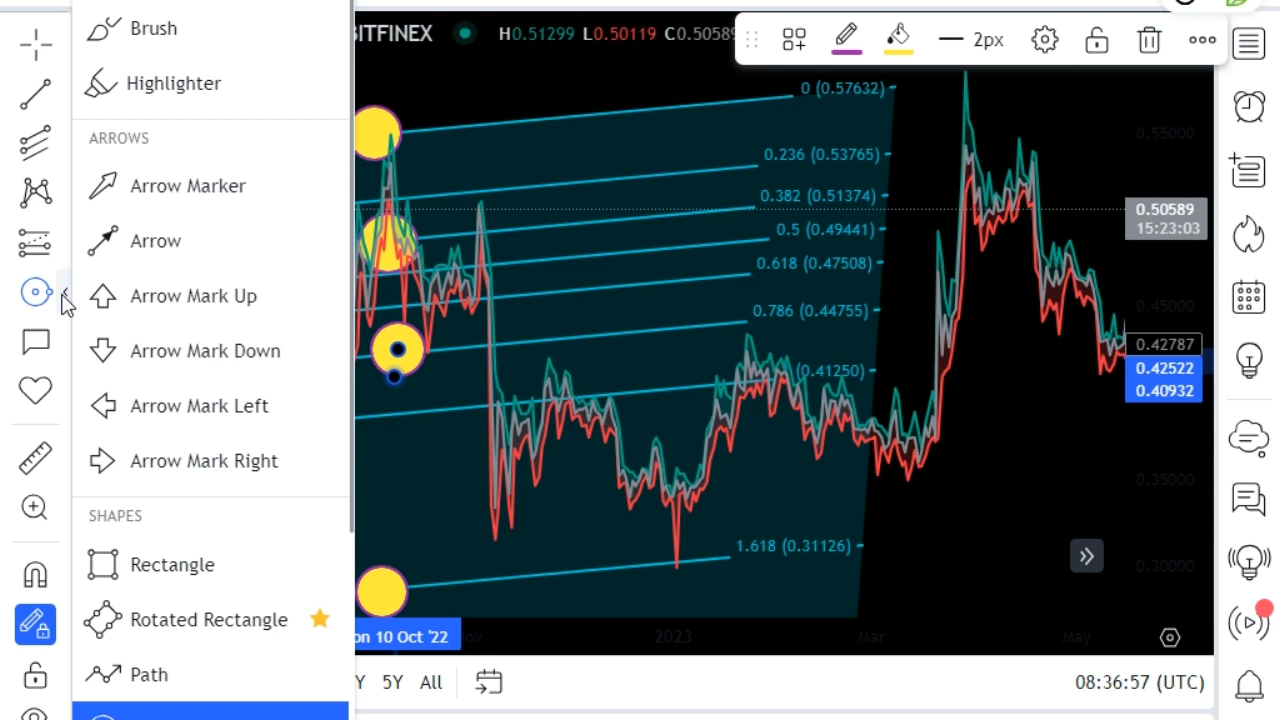 Brush
Highlighter
ARROWS
Arrow Marker
Arrow
Arrow Mark Up
Arrow Mark Down
Arrow Mark Left
Arrow Mark Right
SHAPES
Rectangle
Rotated Rectangle
Path
BITFINEX H0.51299 L0.50119 C0.5058
2px
0 (0.57632)
0.236 (0.53765)
0.382 (0.51374)
0.5 (0.49441)
0.618 (0.47508)
0.786 (0.44755)
(0.41250)
1.618 (0.31126)
0.55000
0.50589
15:23:03
0.45000
0.42787
0.42522
0.40932
0.35000
0.30000
on 10 Oct '22
ov
2023
Mar
May
Y 5Y All
08:36:57 (UTC)